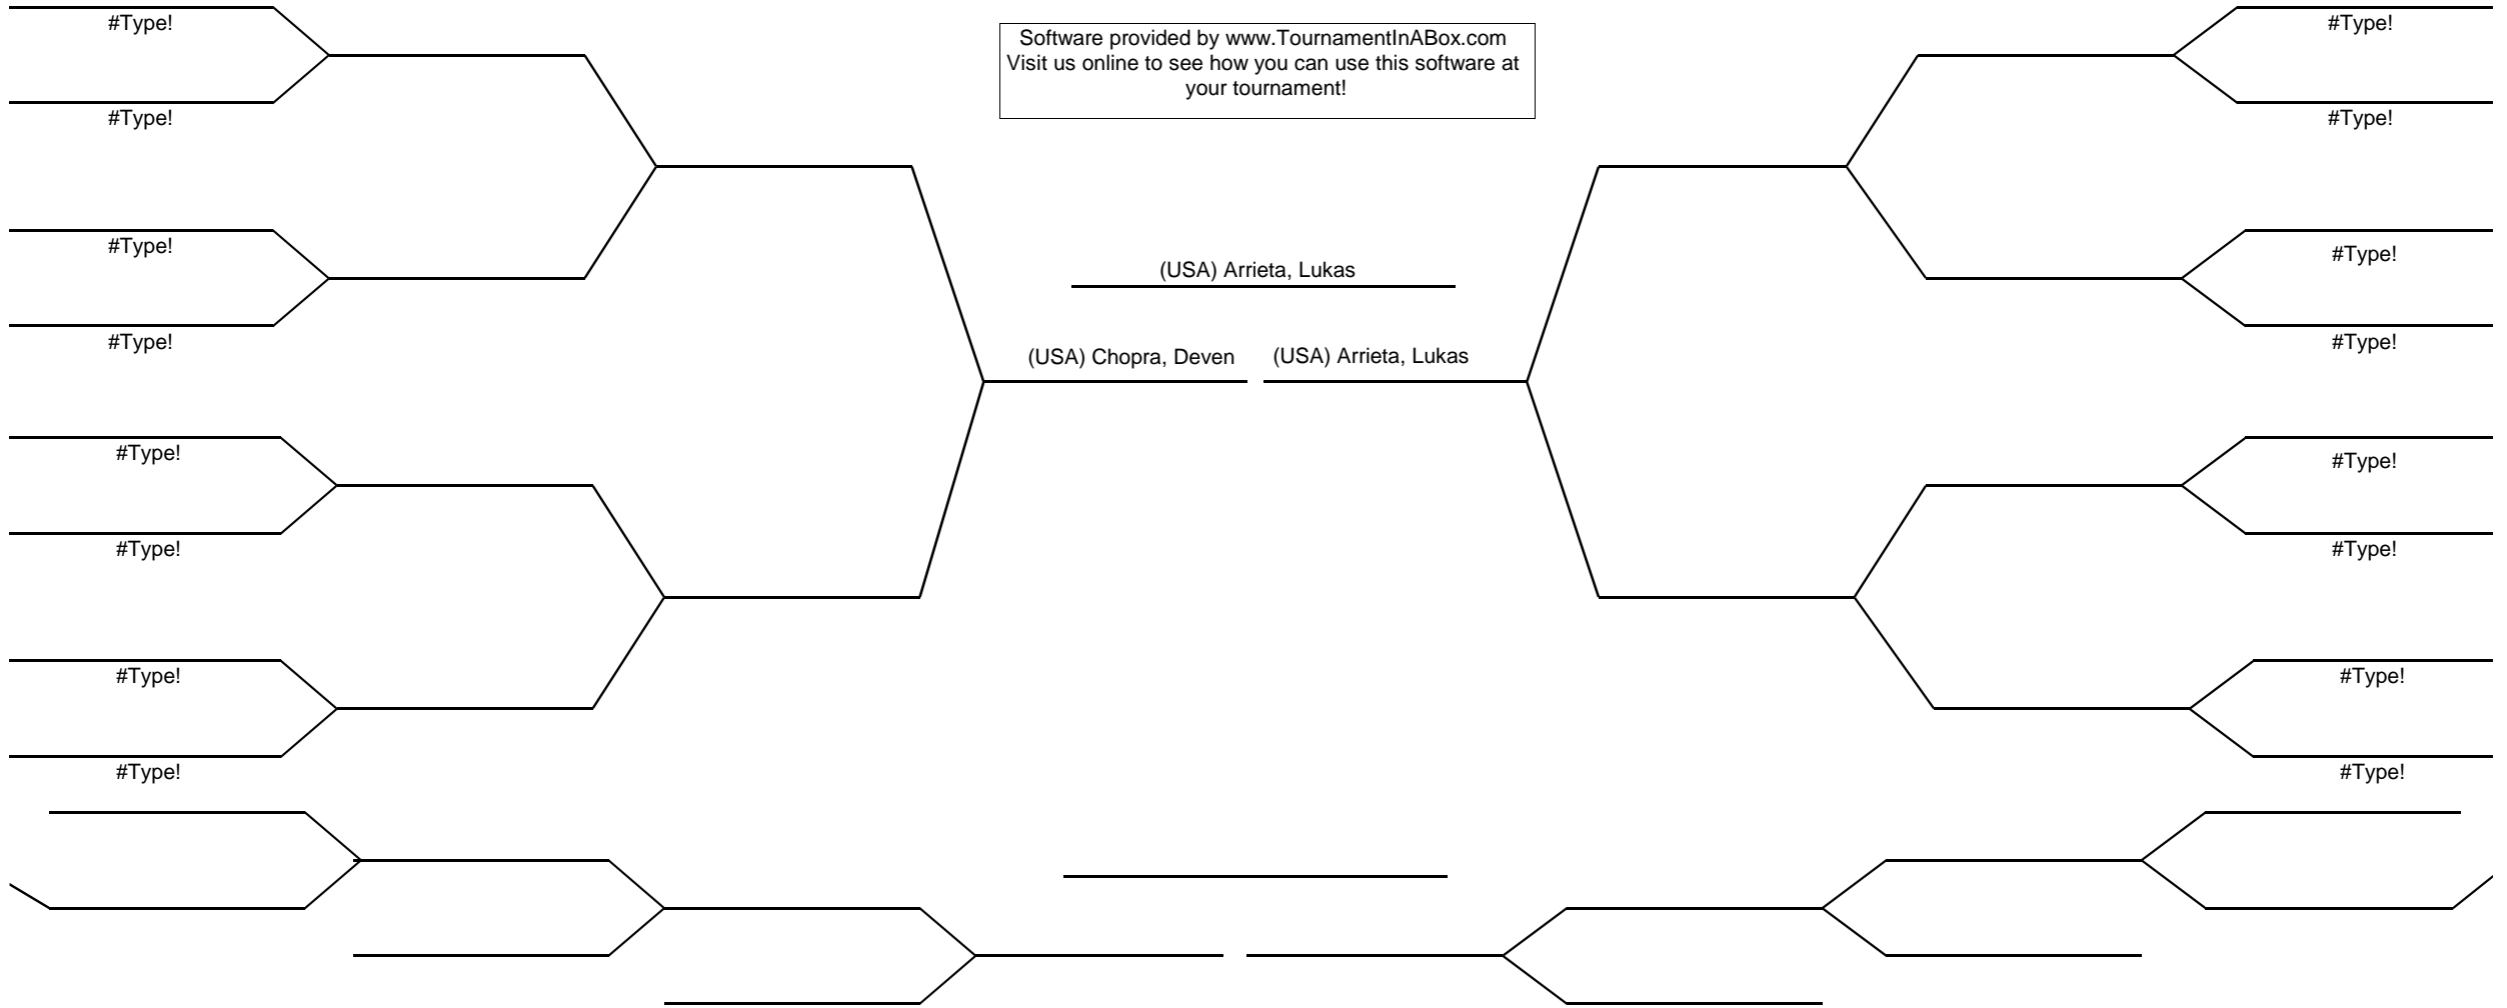 #Type!
Software provided by www.TournamentInABox.com
Visit us online to see how you can use this software at
your tournament!
#Type!
#Type!
#Type!
#Type!
#Type!
(USA) Arrieta, Lukas
#Type!
#Type!
(USA) Chopra, Deven
(USA) Arrieta, Lukas
#Type!
#Type!
#Type!
#Type!
#Type!
#Type!
#Type!
#Type!